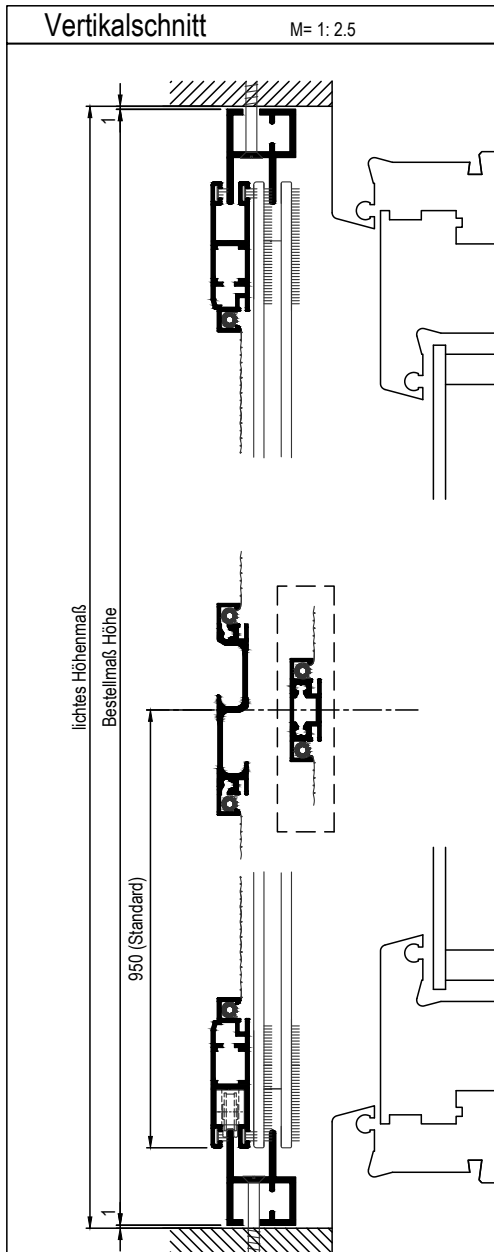 Vertikalschnitt
M= 1: 2.5
1
lichtes Höhenmaß
Bestellmaß Höhe
950 (Standard)
1